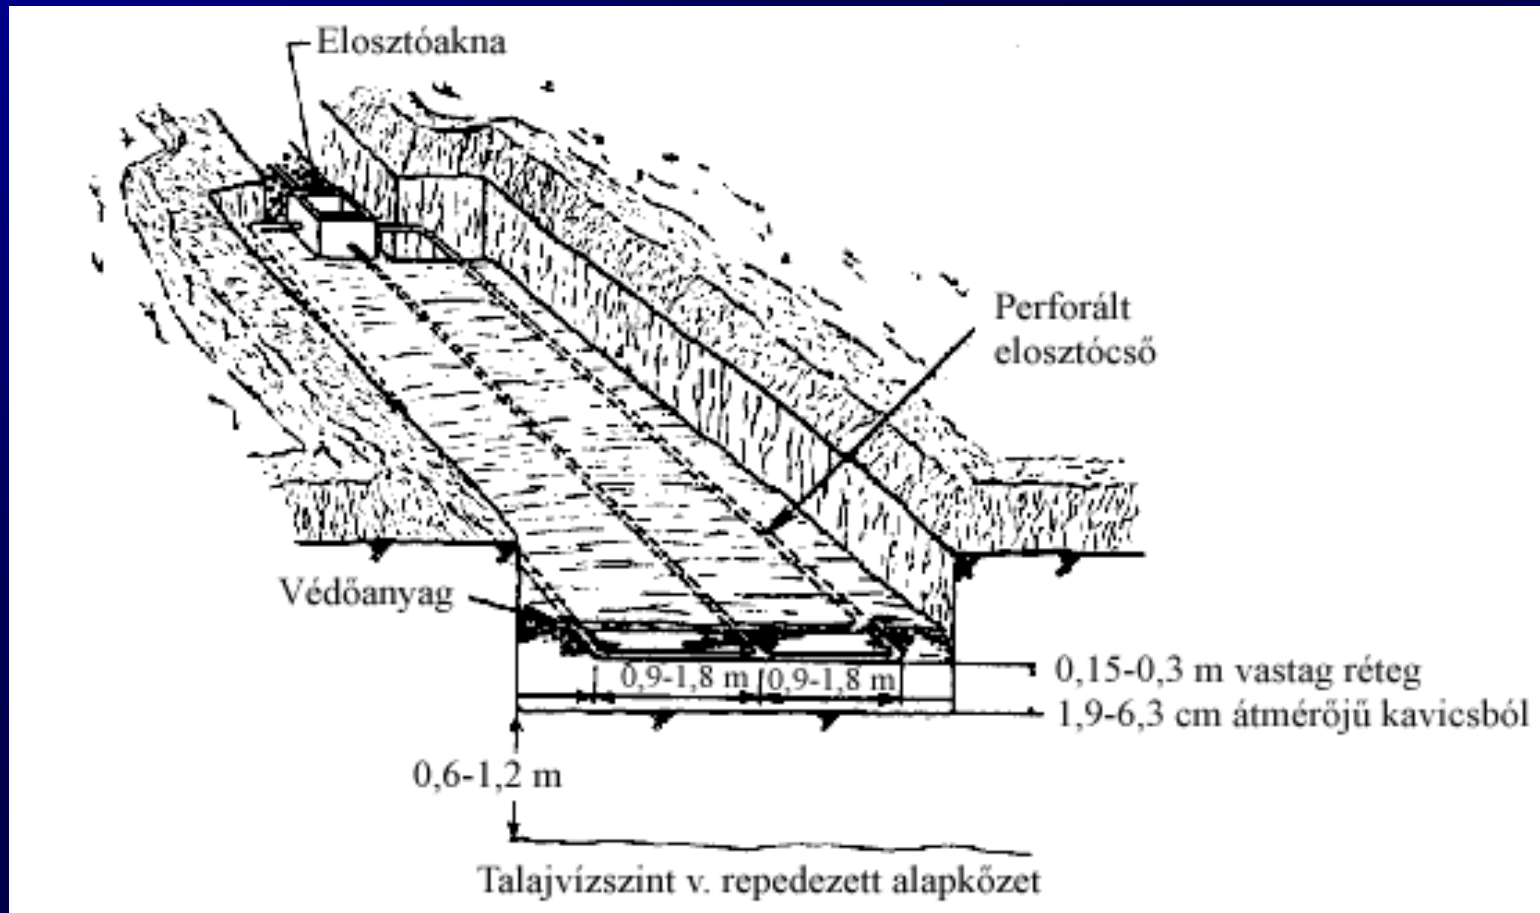 Elosztóakna
Perforált
elosztócső
Védőanyag
0,9-1,8 m
0,9-1,8 m
0,15-0,3 m vastag réteg
1,9-6,3 cm átmérőjű kavicsból
0,6-1,2 m
Talajvízszint v. repedezett alapkőzet